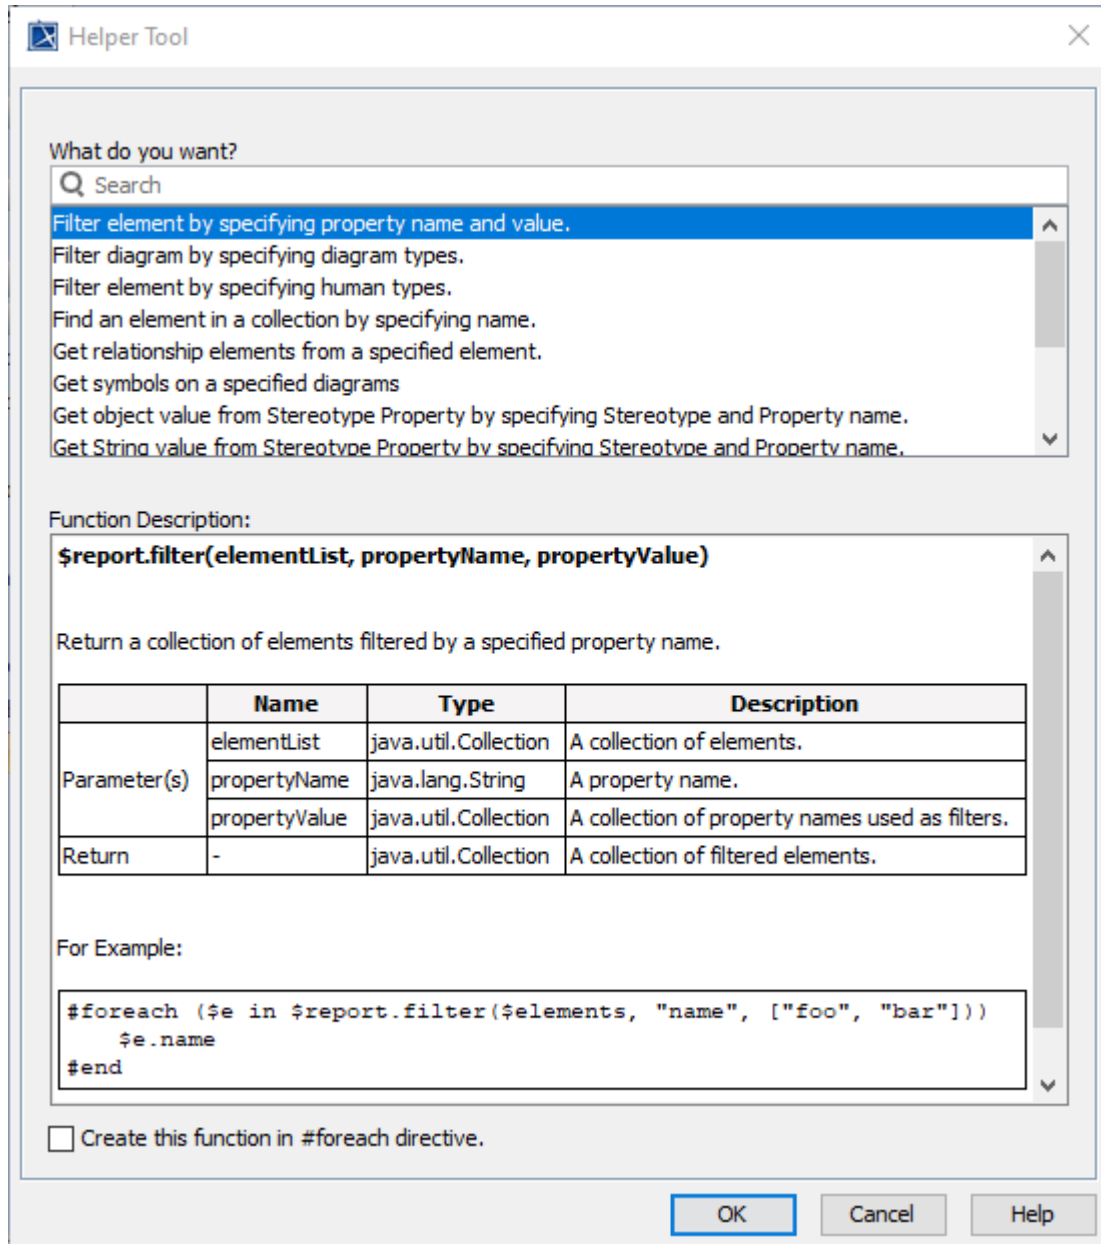 Helper Tool
What do you want?
Search
Filter element by specifying property name and value.
Filter diagram by specifying diagram types.
Filter element by specifying human types.
Find an element in a collection by specifying name.
Get relationship elements from a specified element.
Get symbols on a specified diagrams
Get object value from Stereotype Property by specifying Stereotype and Property name.
Get String value from Stereotype Property by specifying Stereotype and Property name.
Function Description:
$report.filter(elementList, propertyName, propertyValue)
Return a collection of elements filtered by a specified property name.
Name Type Description
Parameter(s) elementList java.util.Collection A collection of elements.
propertyName java.lang.String A property name.
propertyValue java.util.Collection A collection of property names used as filters.
Return - java.util.Collection A collection of filtered elements.
For Example:
#foreach ($e in $report.filter($elements, "name", ["foo", "bar"]))
$e.name
#end
Create this function in #foreach directive.
OK Cancel Help